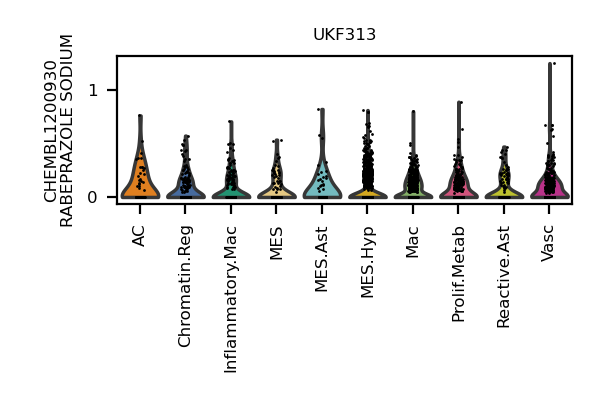 UKF313
CHEMBL1200930
RABEPRAZOLE SODIUM
1
0
AC
Chromatin.Reg
Inflammatory.Mac
MES
MES.Ast
MES.Hyp
Mac
Prolif.Metab
Reactive.Ast
Vasc